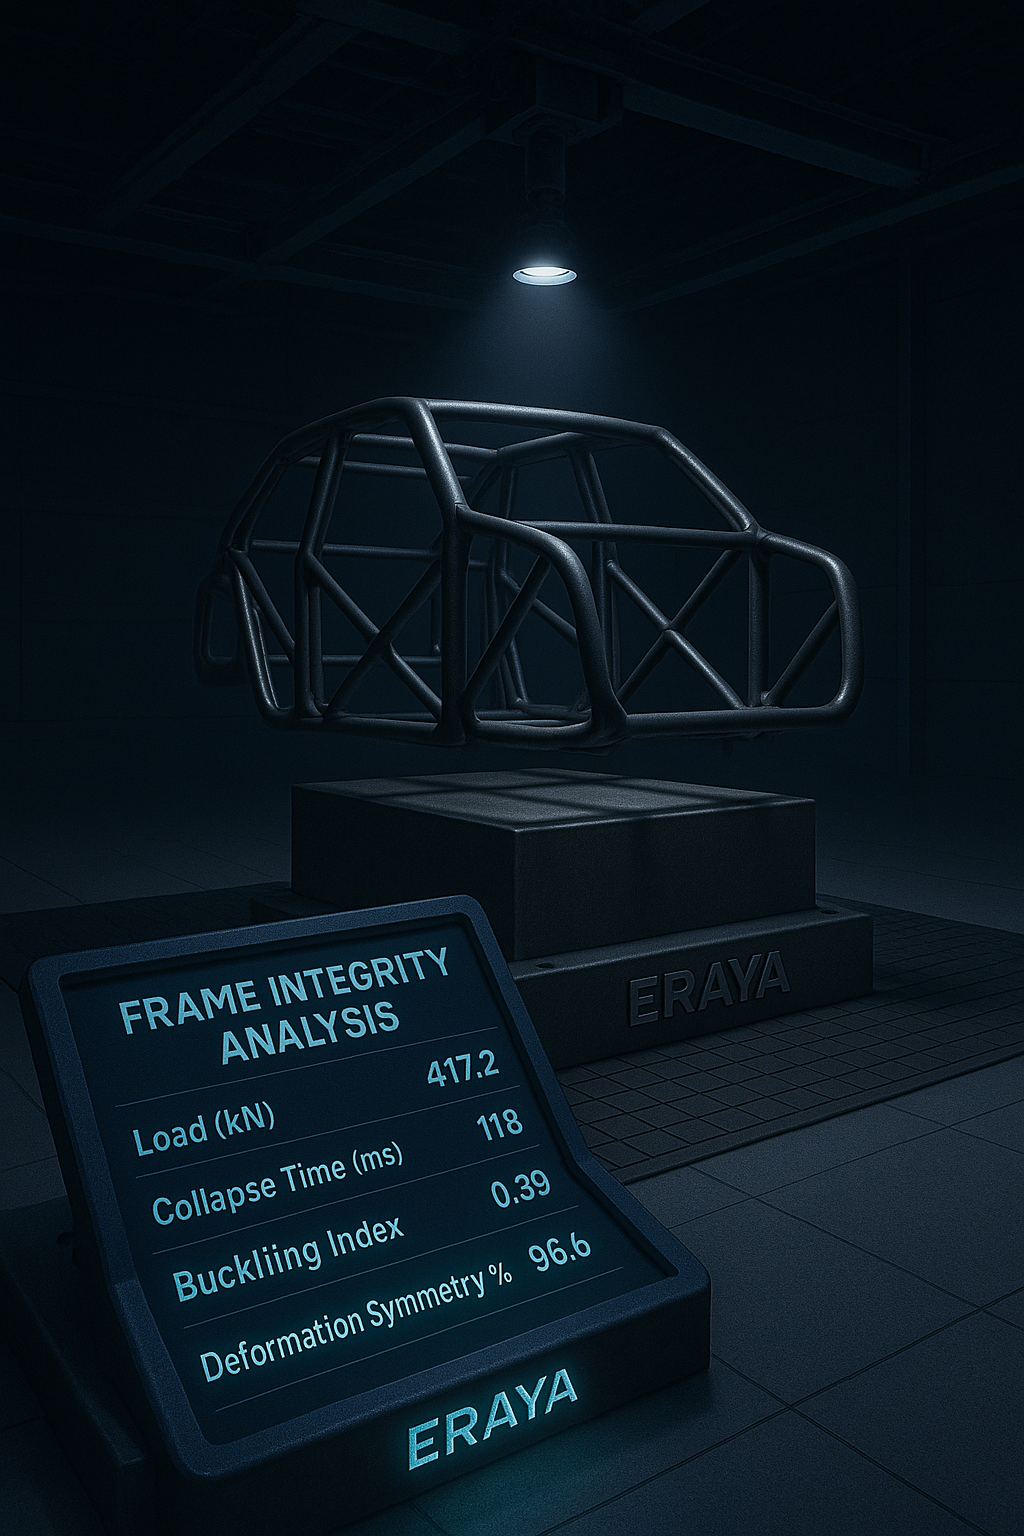 ERAYA
FRAME INTEGRITY
ANALYSIS
Load (kN) 417.2
Collapse Time (ms) 118
Buckliing Index 0.39
Deformation Symmetry % 96.6
ERAYA